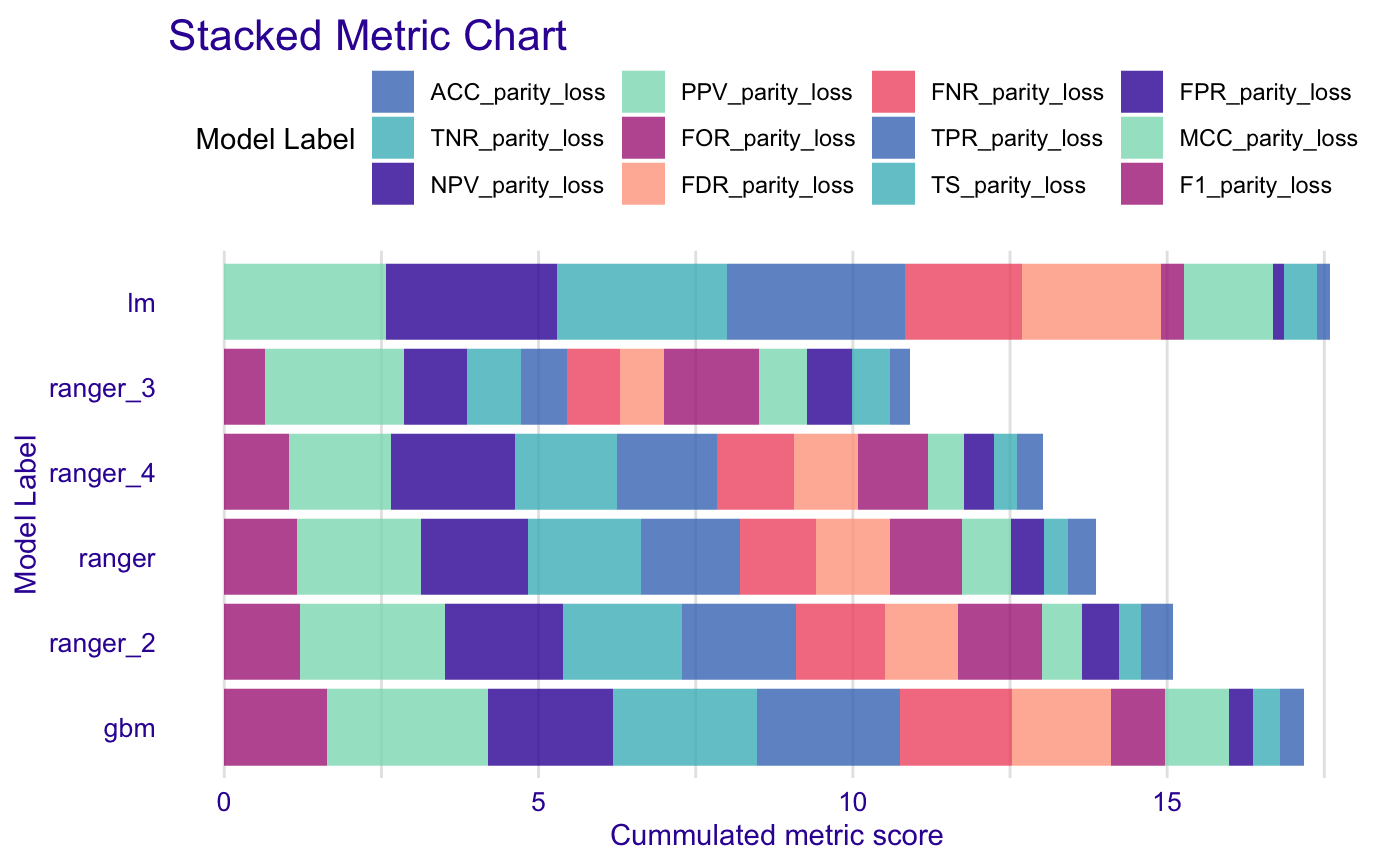 Stacked Metric Chart
Model Label
ACC_parity_loss PPV_parity_loss FNR_parity_loss FPR_parity_loss
TNR_parity_loss FOR_parity_loss TPR_parity_loss MCC_parity_loss
NPV_parity_loss FDR_parity_loss TS_parity_loss F1_parity_loss
Model Label
lm
ranger_3
ranger_4
ranger
ranger_2
gbm
0 5 10 15
Cummulated metric score